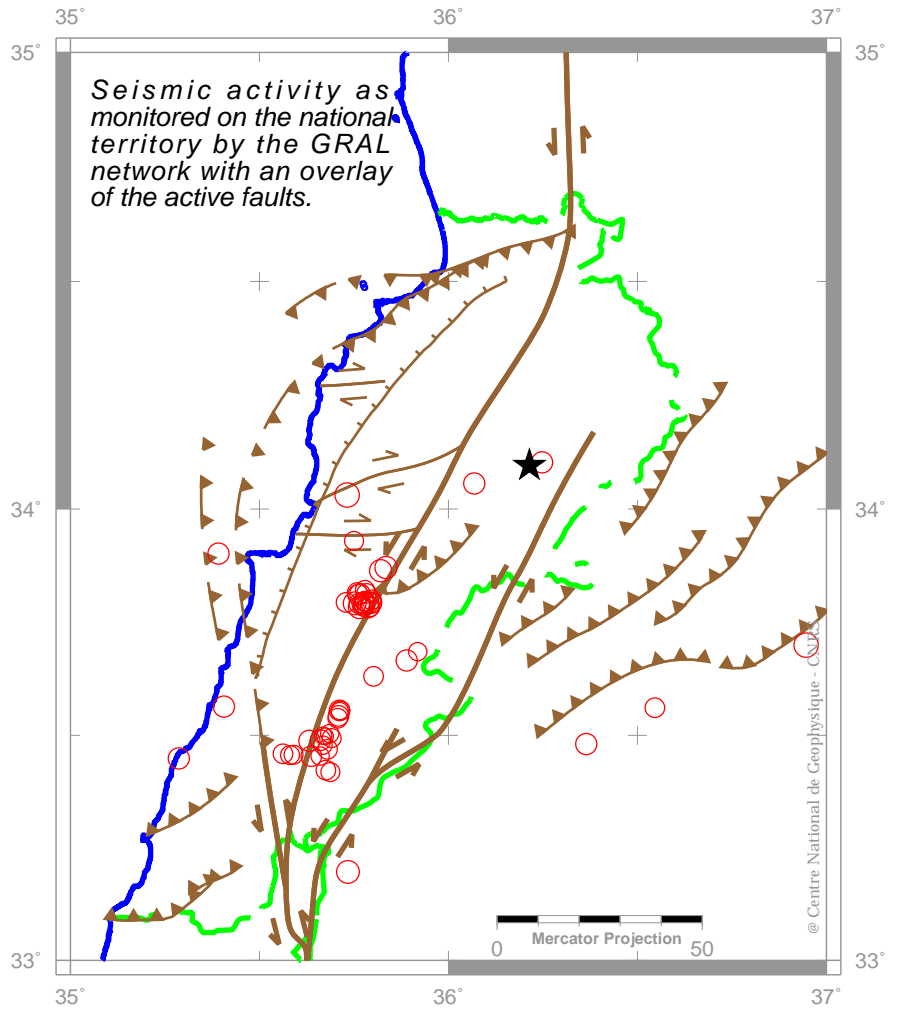 35˚
36˚
37˚
35˚
35˚
Seismic activity as
monitored on the national
territory by the GRAL
network with an overlay
of the active faults.
34˚
34˚
@ Centre National de Geophysique - CNRS
Mercator Projection
0
50
33˚
33˚
35˚
36˚
37˚